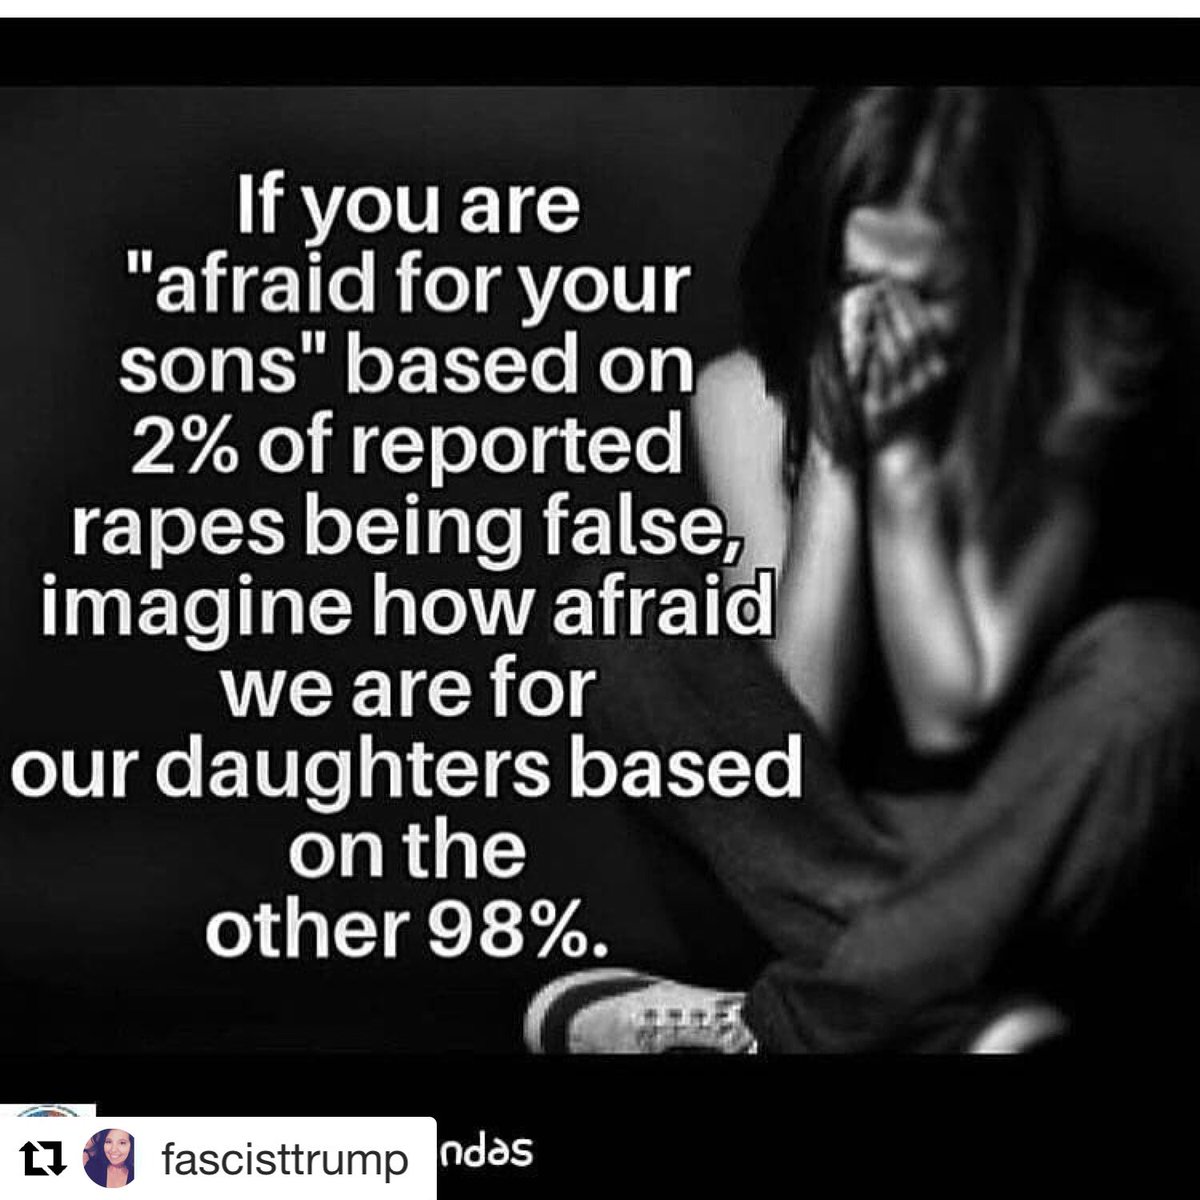 If you are
"afraid for your
sons" based on
2% of reported
rapes being false,
imagine how afraid
we are for
our daughters based
on the
other 98%.
fascisttrump
ndas